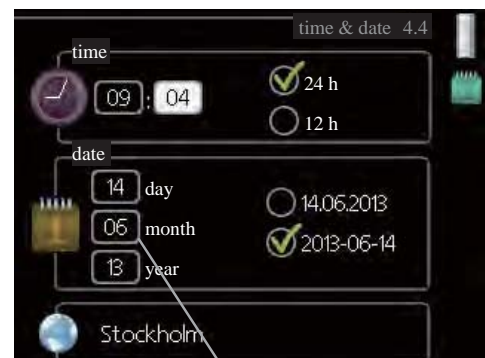 time & date 4.4
time
09 : 04
24 h
12 h
date
14 day
06 month
13 year
14.06.2013
2013-06-14
Stockholm